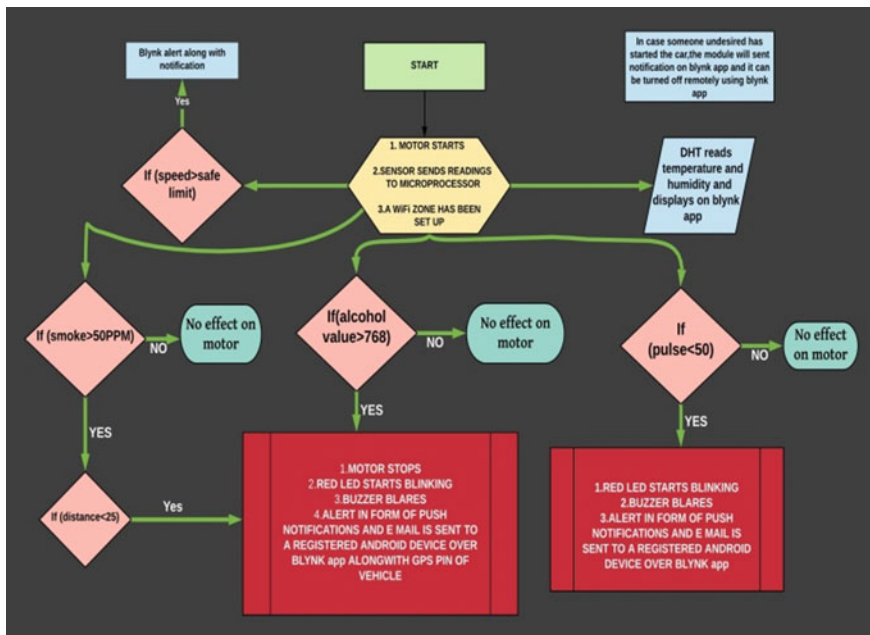 Blynk alert along with
notification
START
In case someone undesired has
started the car,the module will sent
notification on blynk app and it can
be turned off remotely using blynk
app
Yes
If (speed>safe
limit)
1. MOTOR STARTS
2.SENSOR SENDS READINGS
TO MICROPROCESSOR
3.A WiFi ZONE HAS BEEN
SET UP
DHT reads
temperature and
humidity and
displays on blynk
app
If (smoke>50PPM)
NO
No effect on
motor
If(alcohol
value>768)
NO
No effect on
motor
If
(pulse<50)
NO
No effect
on motor
YES
YES
YES
If (distance<25)
Yes
1.MOTOR STOPS
2.RED LED STARTS BLINKING
3.BUZZER BLARES
4.ALERT IN FORM OF PUSH
NOTIFICATIONS AND E MAIL IS SENT TO
A REGISTERED ANDROID DEVICE OVER
BLYNK app ALONGWITH GPS PIN OF
VEHICLE
1.RED LED STARTS BLINKING
2.BUZZER BLARES
3.ALERT IN FORM OF PUSH
NOTIFICATIONS AND E MAIL IS
SENT TO A REGISTERED ANDROID
DEVICE OVER BLYNK app